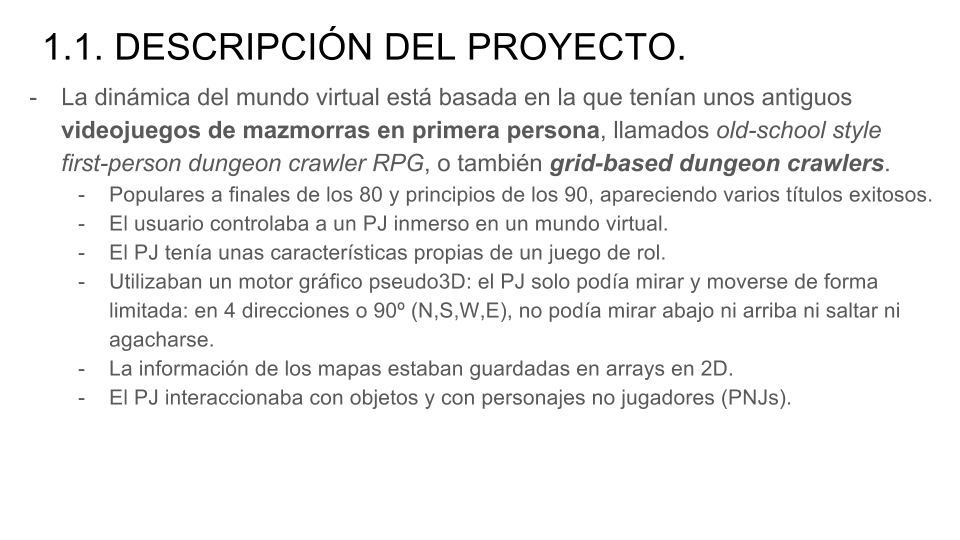 1.1. DESCRIPCIÓN DEL PROYECTO.
- La dinámica del mundo virtual está basada en la que tenían unos antiguos
videojuegos de mazmorras en primera persona, llamados old-school style
first-person dungeon crawler RPG, o también grid-based dungeon crawlers.
- Populares a finales de los 80 y principios de los 90, apareciendo varios títulos exitosos.
- El usuario controlaba a un PJ inmerso en un mundo virtual.
- El PJ tenía unas características propias de un juego de rol.
- Utilizaban un motor gráfico pseudo3D: el PJ solo podía mirar y moverse de forma
limitada: en 4 direcciones o 90º (N,S,W,E), no podía mirar abajo ni arriba ni saltar ni
agacharse.
- La información de los mapas estaban guardadas en arrays en 2D.
- El PJ interaccionaba con objetos y con personajes no jugadores (PNJs).